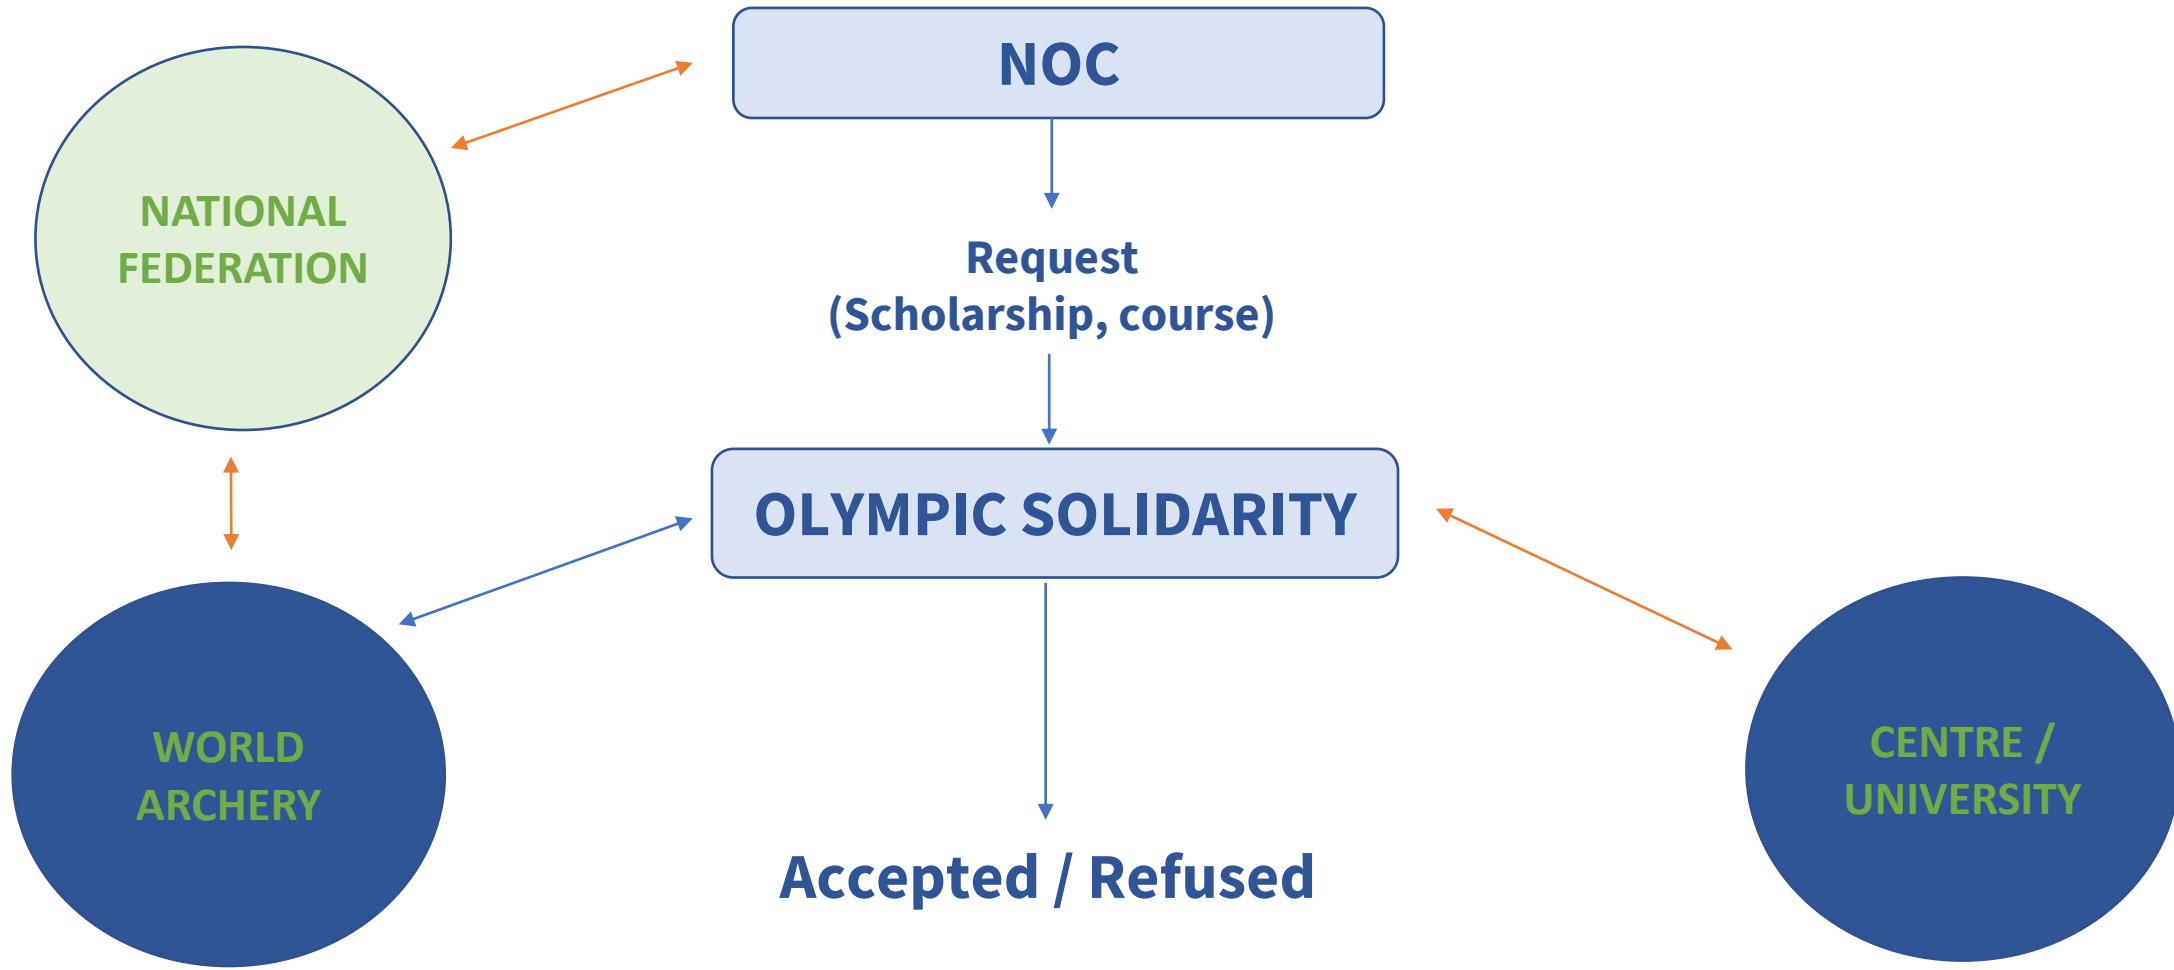 NOC
NATIONAL
FEDERATION
Request
(Scholarship, course)
OLYMPIC SOLIDARITY
WORLD
ARCHERY
CENTRE /
UNIVERSITY
Accepted / Refused